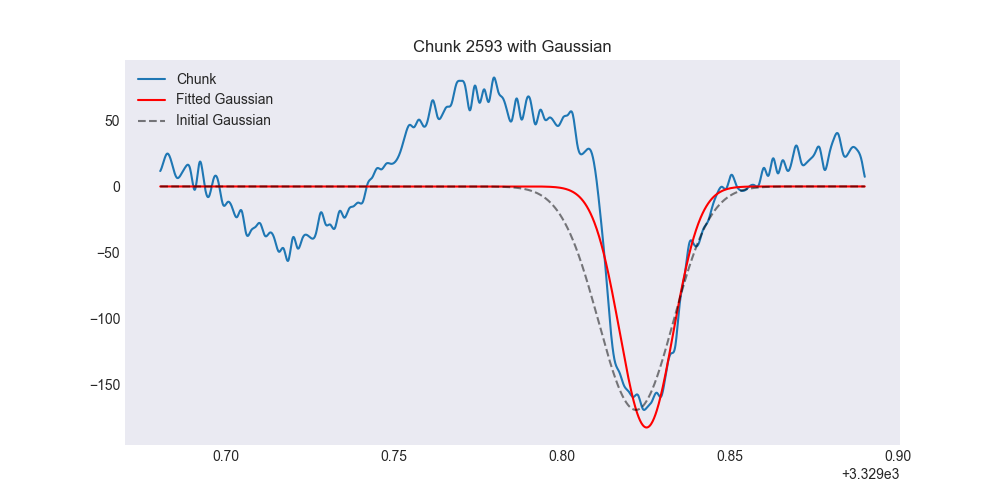 Chunk 2593 with Gaussian
Chunk
Fitted Gaussian
Initial Gaussian
50
0
−50
−100
−150
0.70 0.75 0.80 0.85 0.90
+3.329e3